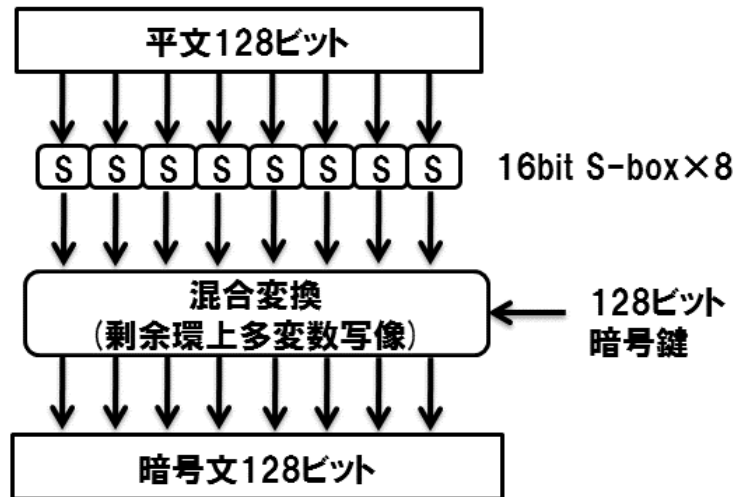 平文128ビット
S S S S S S S S
16bit S-box×8
混合変換
(剰余環上多変数写像)
128ビット
暗号鍵
暗号文128ビット